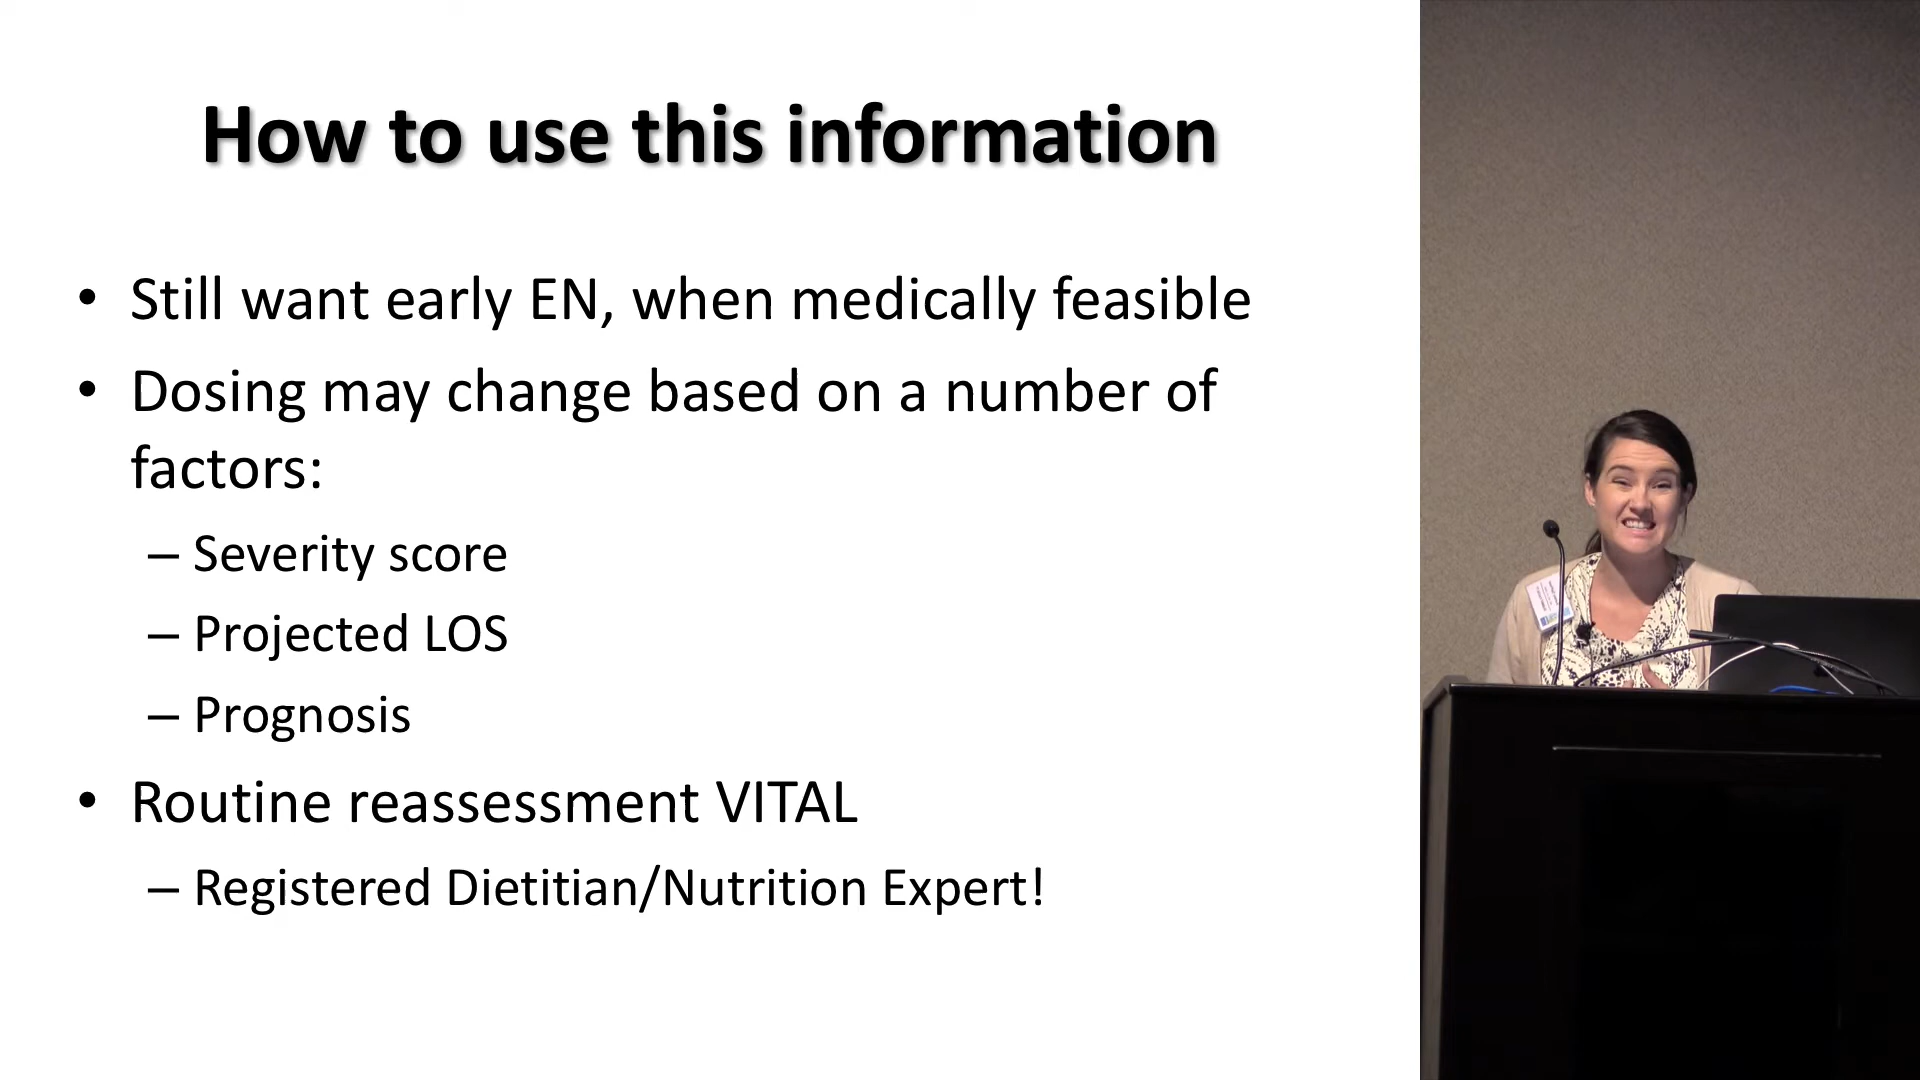 How to use this information
• Still want early EN, when medically feasible
• Dosing may change based on a number of
factors:
– Severity score
– Projected LOS
– Prognosis
• Routine reassessment VITAL
– Registered Dietitian/Nutrition Expert!